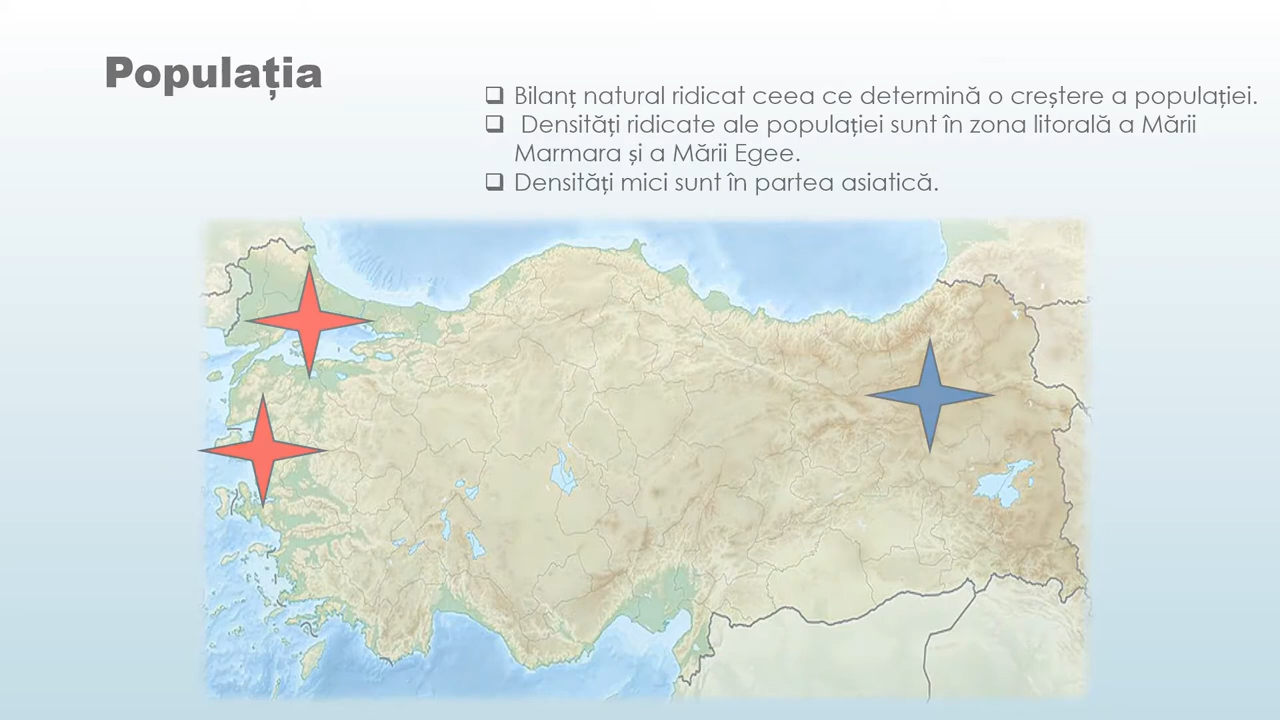 Populația
❑ Bilanț natural ridicat ceea ce determină o creștere a populației.
❑ Densități ridicate ale populației sunt în zona litorală a Mării
Marmara și a Mării Egee.
❑ Densități mici sunt în partea asiatică.